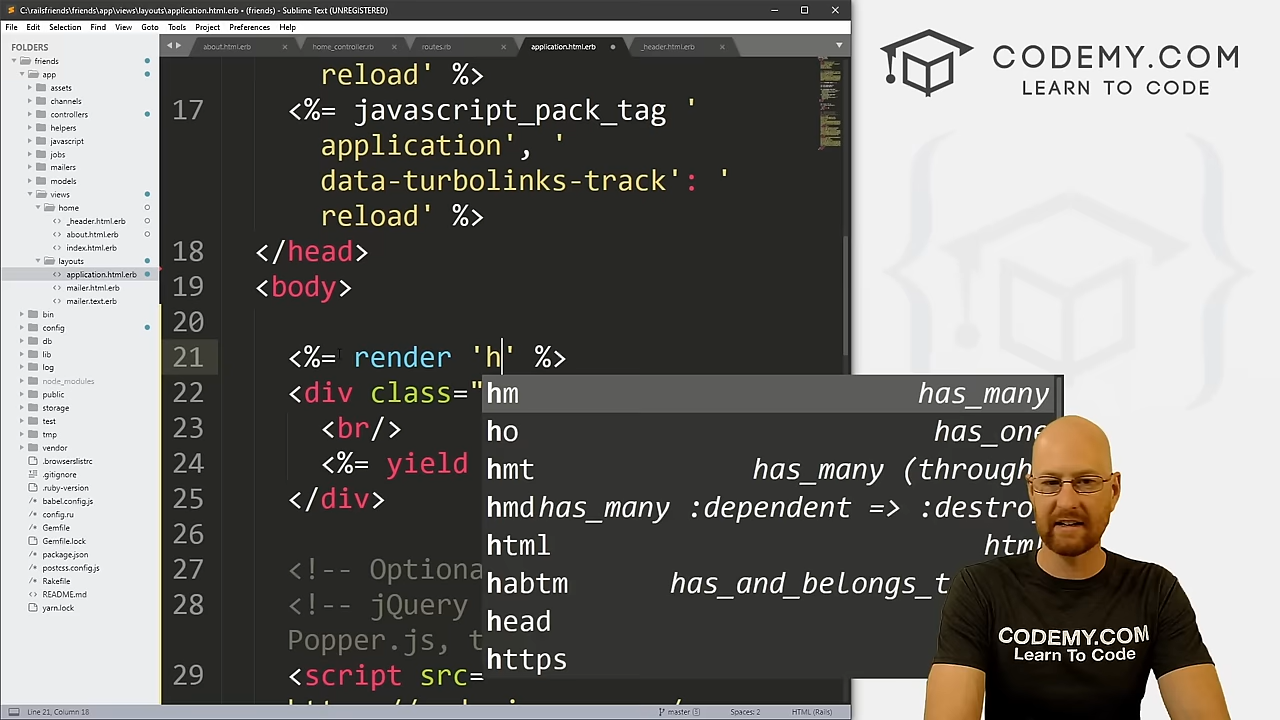 C:\railsfriends\friends\app\views\layouts\application.html.erb • (friends) - Sublime Text (UNREGISTERED)
File Edit Selection Find View Goto Tools Project Preferences Help
FOLDERS
friends
app
assets
channels
controllers
helpers
javascript
jobs
mailers
models
views
home
_header.html.erb
about.html.erb
index.html.erb
layouts
application.html.erb
mailer.html.erb
mailer.text.erb
bin
config
db
lib
log
node_modules
public
storage
test
tmp
vendor
.browserslistrc
.gitignore
.ruby-version
babel.config.js
config.ru
Gemfile
Gemfile.lock
package.json
postcss.config.js
Rakefile
README.md
yarn.lock
about.html.erb home_controller.rb routes.rb application.html.erb _header.html.erb
reload' %>
17 <%= javascript_pack_tag '
application', '
data-turbolinks-track': '
reload' %>
18 </head>
19 <body>
20
21 <%= render 'h' %>
22 <div class="
23 <br/>
24 <%= yield
25 </div>
26
27 <!-- Optiona
28 <!-- jQuery
Popper.js, t
29 <script src=
hm has_many
ho has_one
hmt has_many (through
hmd has_many :dependent => :destro
html html
habtm has_and_belongs_t
head
https
Line 21, Column 18
master 5
Spaces: 2
HTML (Rails)
CODEMY.COM
LEARN TO CODE
CODEMY.COM
Learn To Code